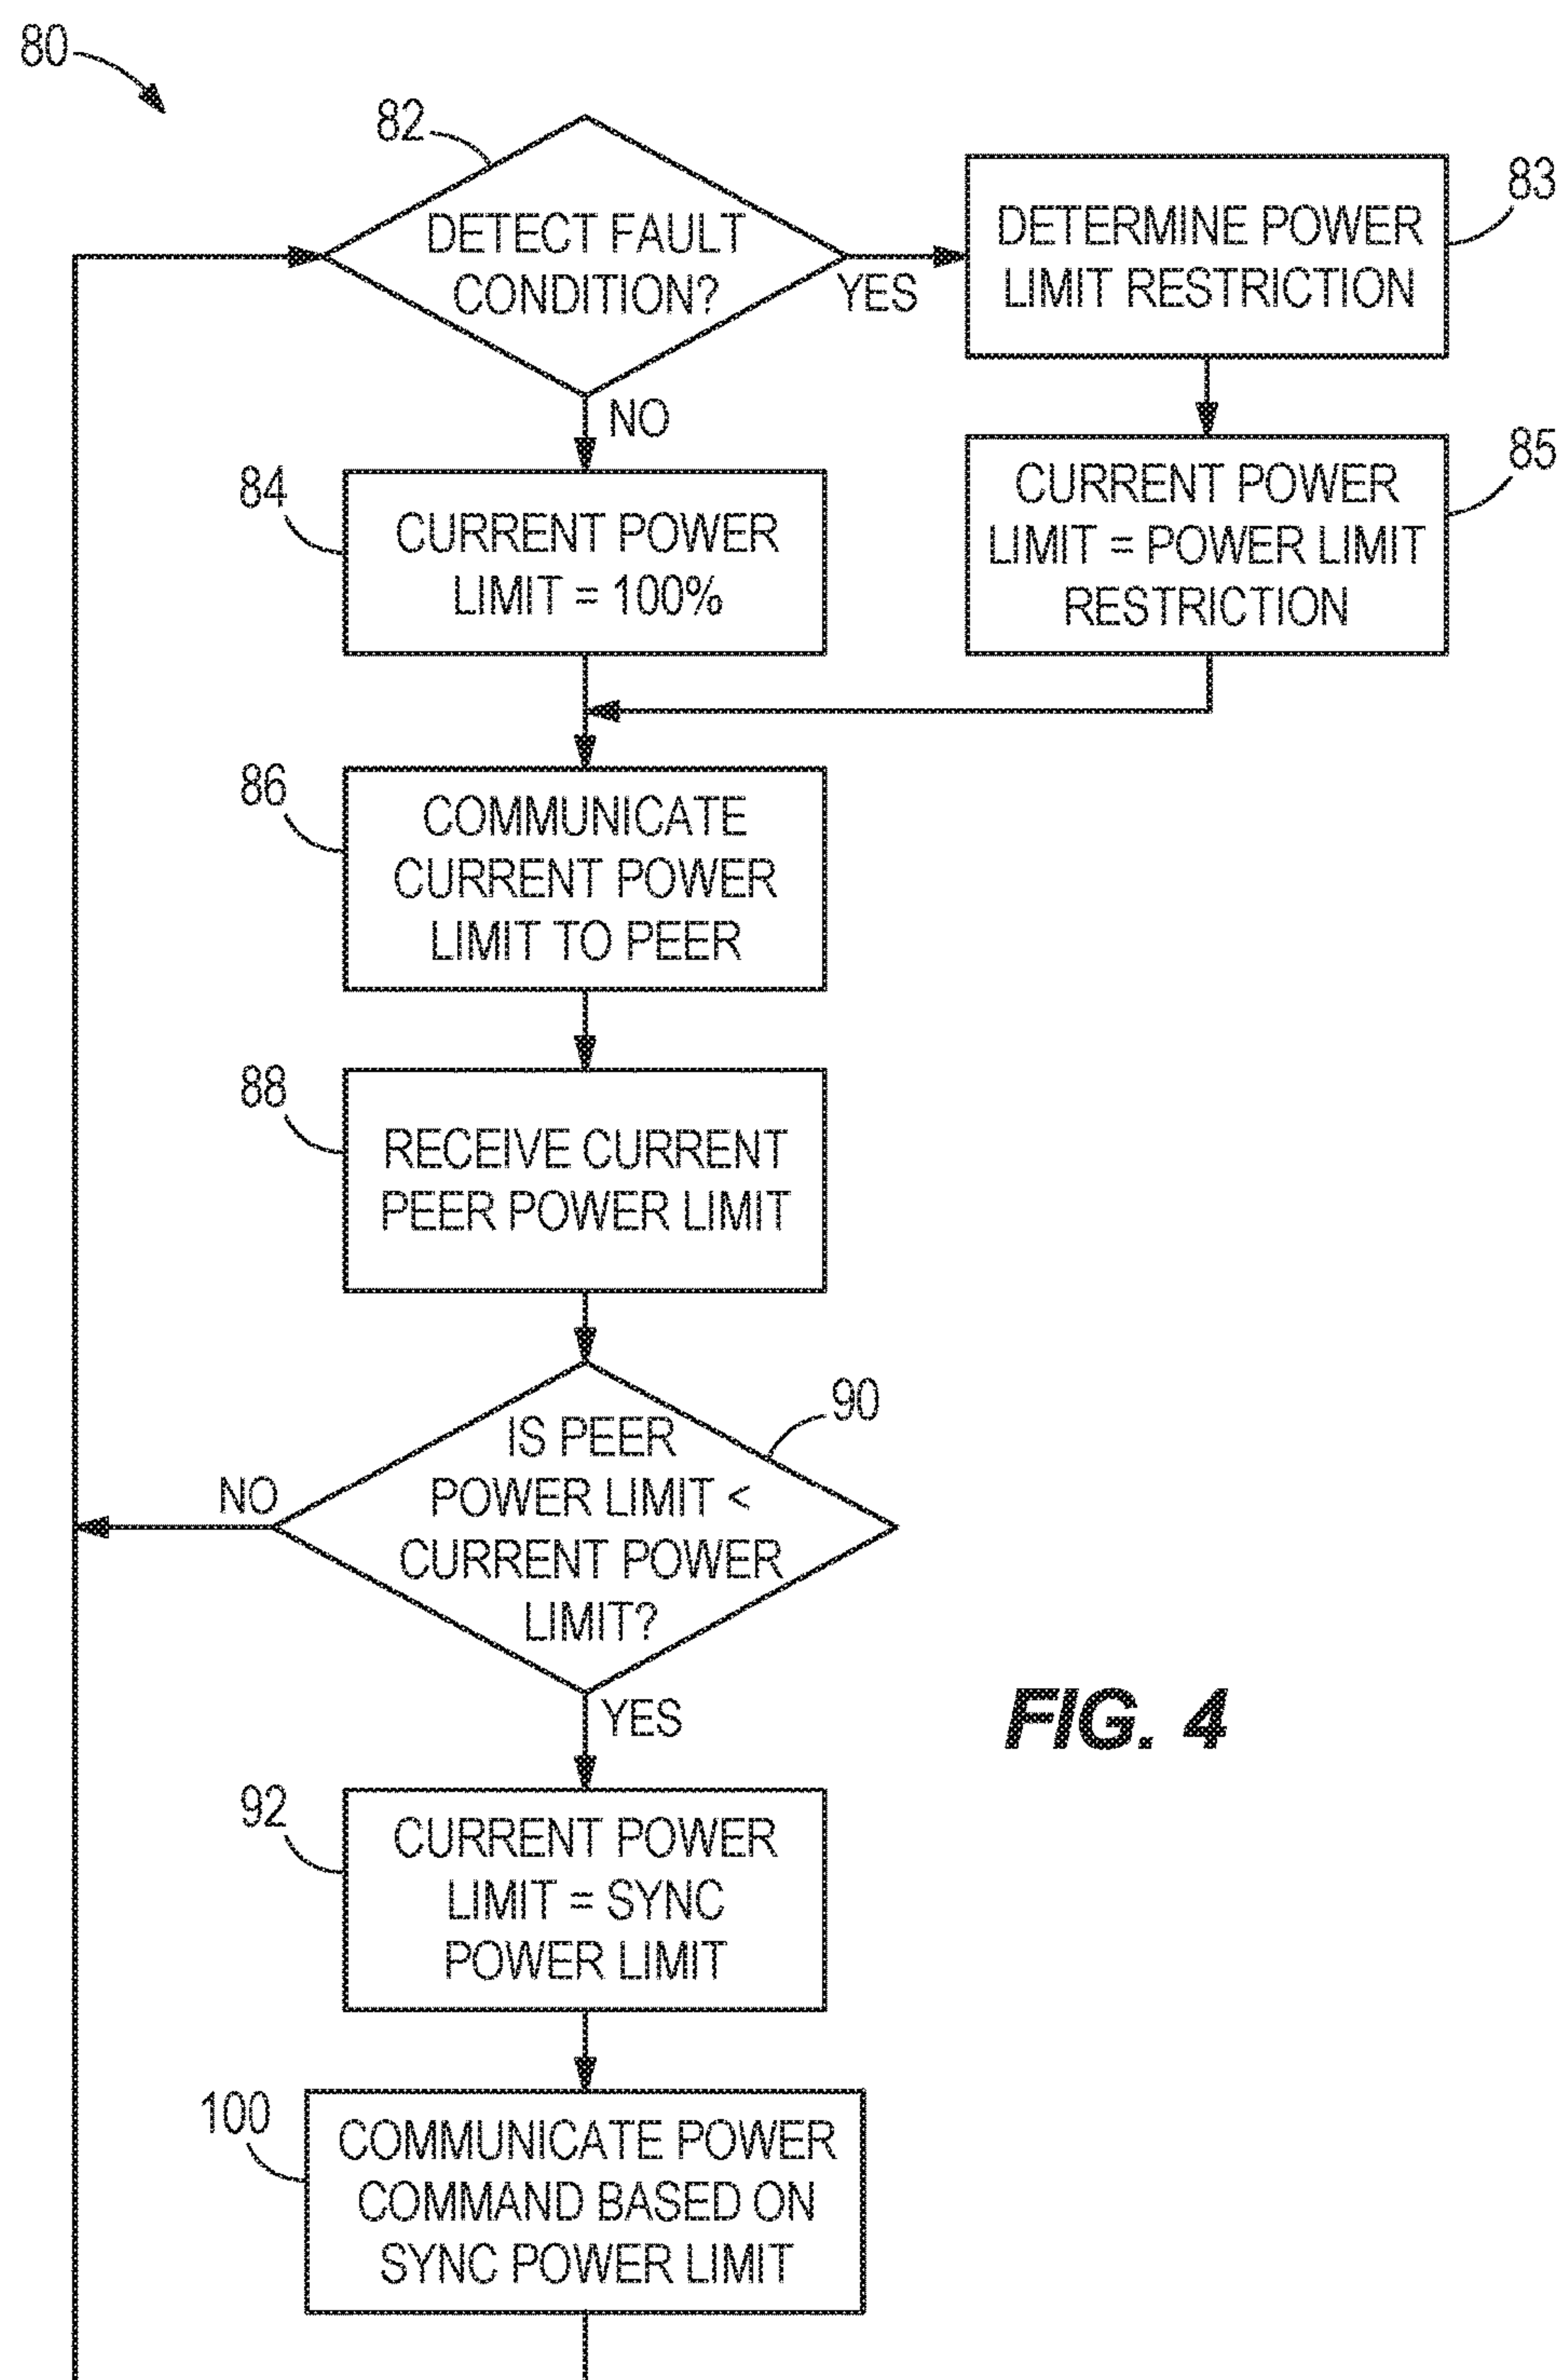 80
82
DETECT FAULT
CONDITION?
YES
NO
83
DETERMINE POWER
LIMIT RESTRICTION
84
CURRENT POWER
LIMIT = 100%
85
CURRENT POWER
LIMIT = POWER LIMIT
RESTRICTION
86
COMMUNICATE
CURRENT POWER
LIMIT TO PEER
88
RECEIVE CURRENT
PEER POWER LIMIT
90
IS PEER
POWER LIMIT <
CURRENT POWER
LIMIT?
NO
YES
FIG. 4
92
CURRENT POWER
LIMIT = SYNC
POWER LIMIT
100
COMMUNICATE POWER
COMMAND BASED ON
SYNC POWER LIMIT